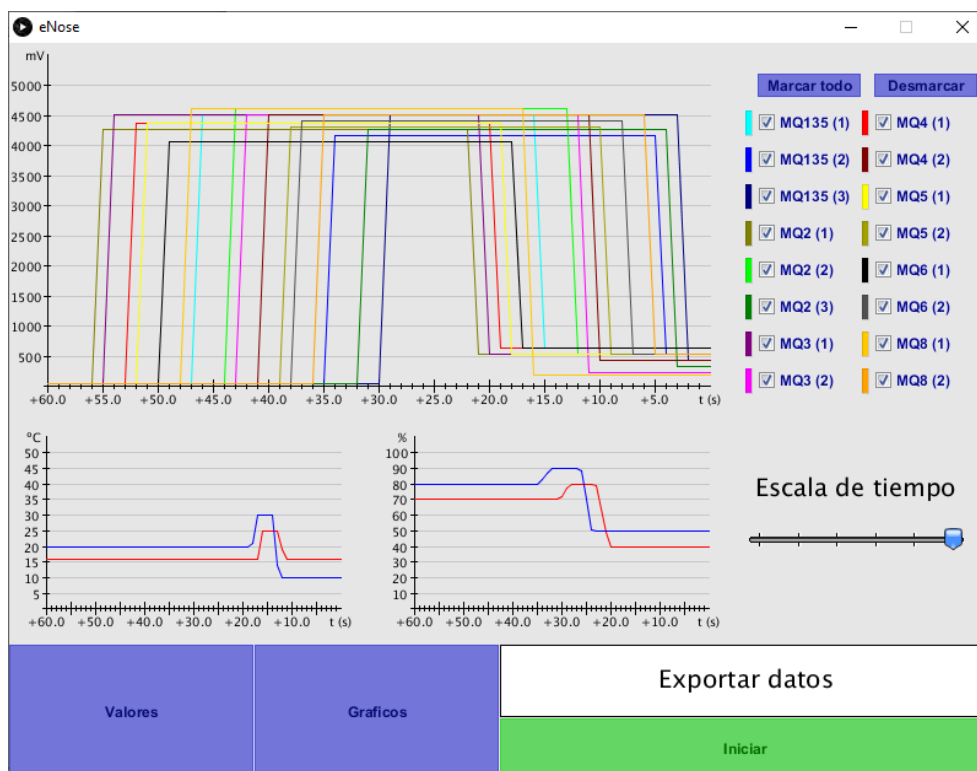 eNose
mV
5000
4500
4000
3500
3000
2500
2000
1500
1000
500
+60.0 +55.0 +50.0 +45.0 +40.0 +35.0 +30.0 +25.0 +20.0 +15.0 +10.0 +5.0 t (s)
Marcar todo Desmarcar
MQ135 (1) MQ4 (1)
MQ135 (2) MQ4 (2)
MQ135 (3) MQ5 (1)
MQ2 (1) MQ5 (2)
MQ2 (2) MQ6 (1)
MQ2 (3) MQ6 (2)
MQ3 (1) MQ8 (1)
MQ3 (2) MQ8 (2)
ºC
50
45
40
35
30
25
20
15
10
5
+60.0 +50.0 +40.0 +30.0 +20.0 +10.0 t (s)
%
100
90
80
70
60
50
40
30
20
10
+60.0 +50.0 +40.0 +30.0 +20.0 +10.0 t (s)
Escala de tiempo
Valores
Graficos
Exportar datos
Iniciar